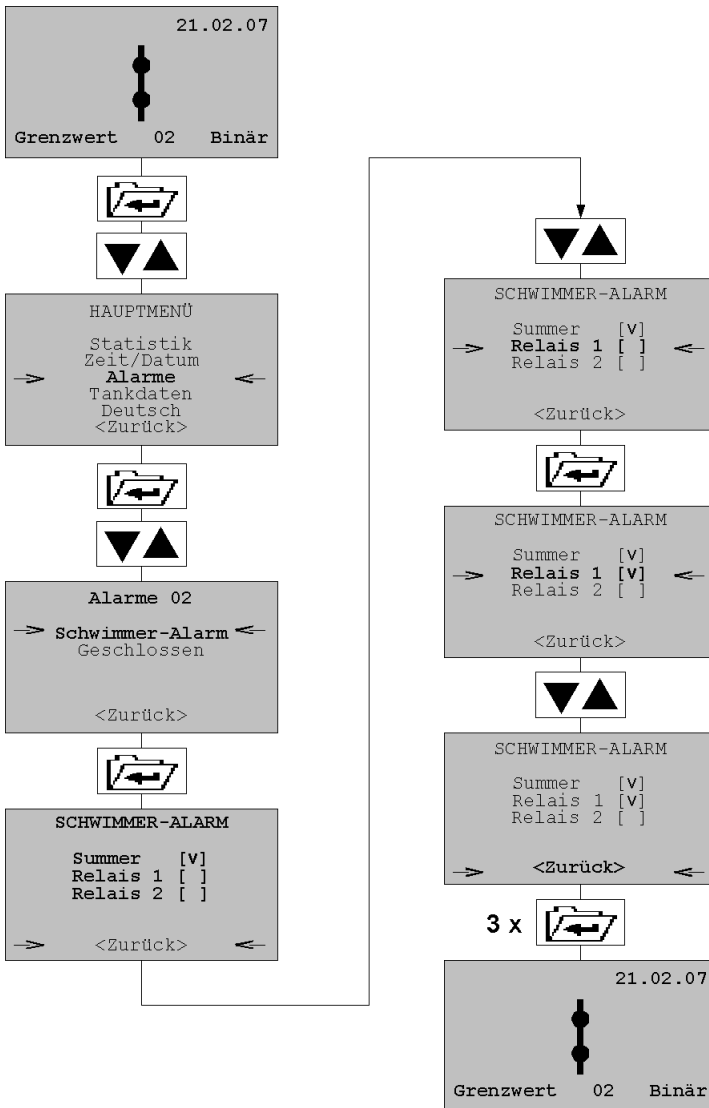 21.02.07
Grenzwert 02 Binär
HAUPTMENÜ
Statistik
Zeit/Datum
Alarme
Tankdaten
Deutsch
<Zurück>
Alarme 02
Schwimmer-Alarm
Geschlossen
<Zurück>
SCHWIMMER-ALARM
Summer [V]
Relais 1 [ ]
Relais 2 [ ]
<Zurück>
SCHWIMMER-ALARM
Summer [V]
Relais 1 [ ]
Relais 2 [ ]
<Zurück>
SCHWIMMER-ALARM
Summer [V]
Relais 1 [V]
Relais 2 [ ]
<Zurück>
SCHWIMMER-ALARM
Summer [V]
Relais 1 [V]
Relais 2 [ ]
<Zurück>
3 x
21.02.07
Grenzwert 02 Binär